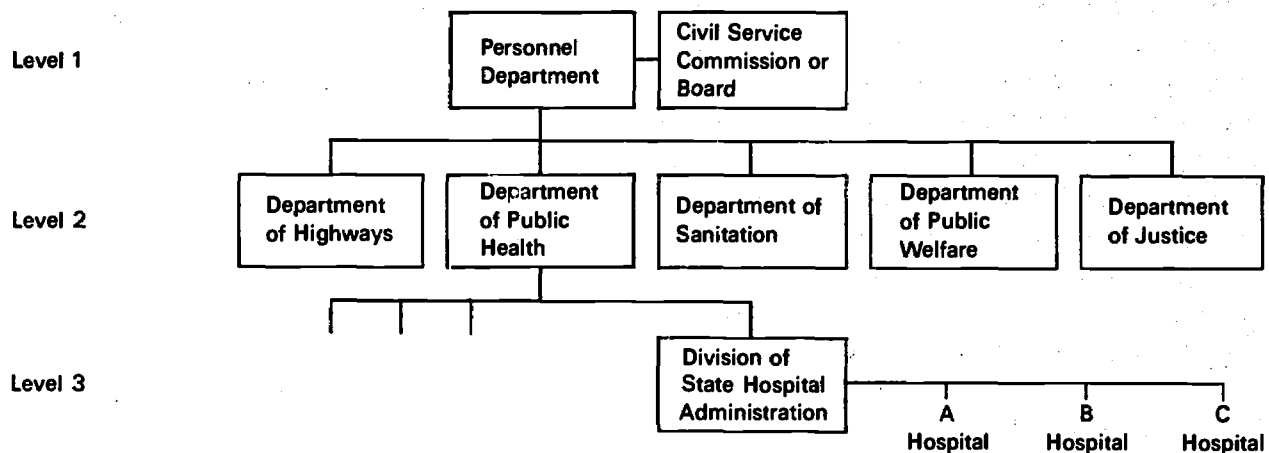 Level 1
Personnel
Department
Civil Service
Commission or
Board
Level 2
Department
of Highways
Department
of Public
Health
Department of
Sanitation
Department
of Public
Welfare
Department
of Justice
Level 3
Division of
State Hospital
Administration
A
Hospital
B
Hospital
C
Hospital